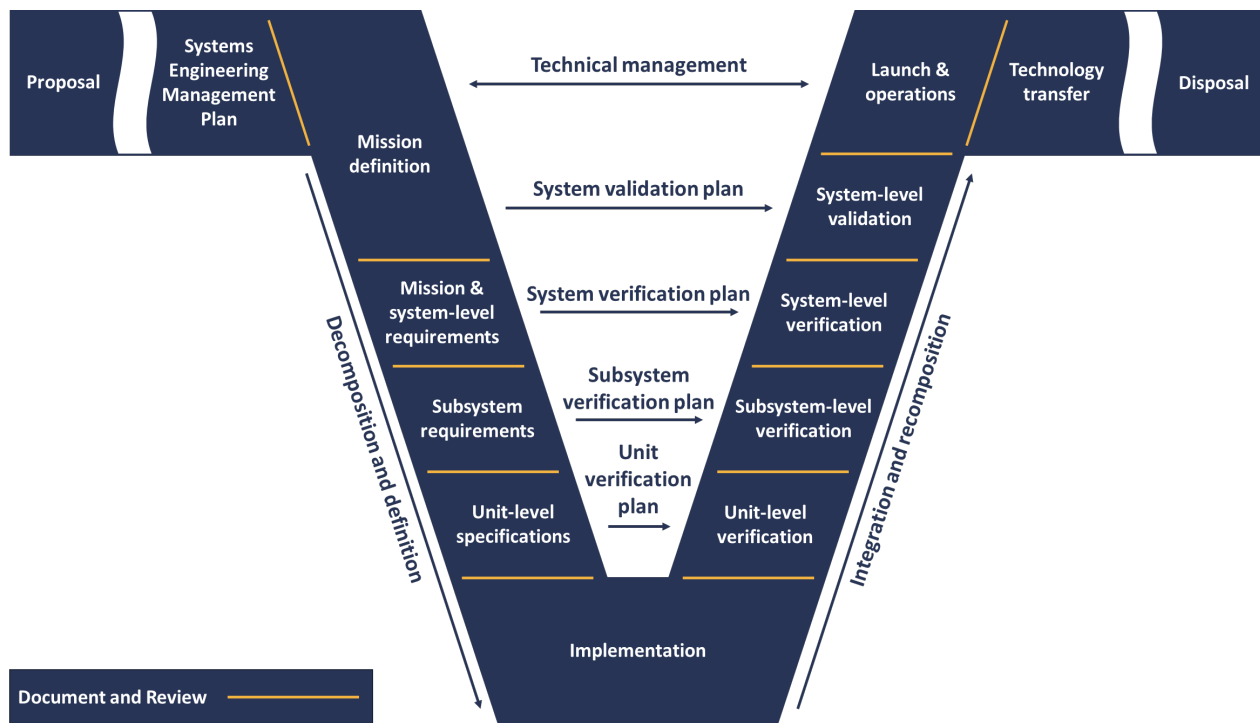 Proposal
Systems
Engineering
Management
Plan
Mission
definition
Mission &
system-level
requirements
Subsystem
requirements
Unit-level
specifications
Decomposition and definition
Technical management
System validation plan
System verification plan
Subsystem
verification plan
Unit
verification
plan
Implementation
Launch &
operations
System-level
validation
System-level
verification
Subsystem-level
verification
Unit-level
verification
Integration and recomposition
Technology
transfer
Disposal
Document and Review